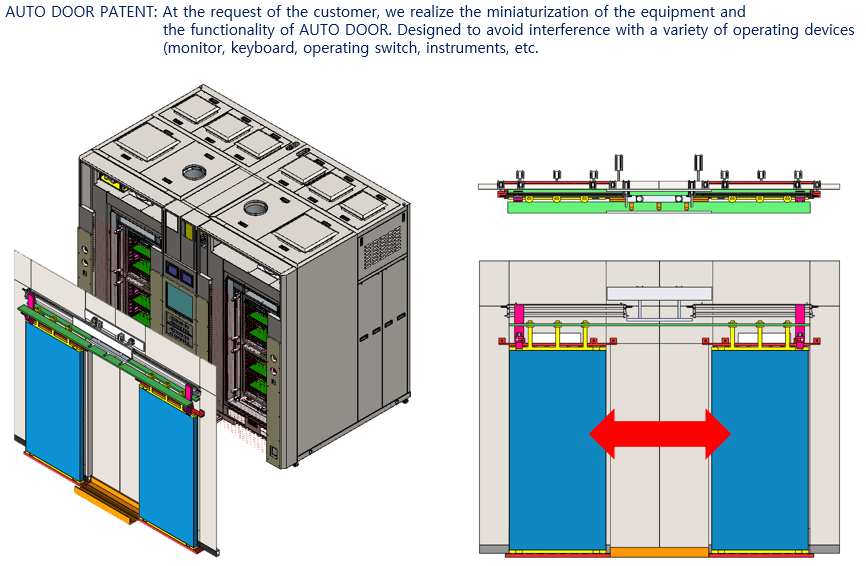 AUTO DOOR PATENT: At the request of the customer, we realize the miniaturization of the equipment and
the functionality of AUTO DOOR. Designed to avoid interference with a variety of operating devices
(monitor, keyboard, operating switch, instruments, etc.